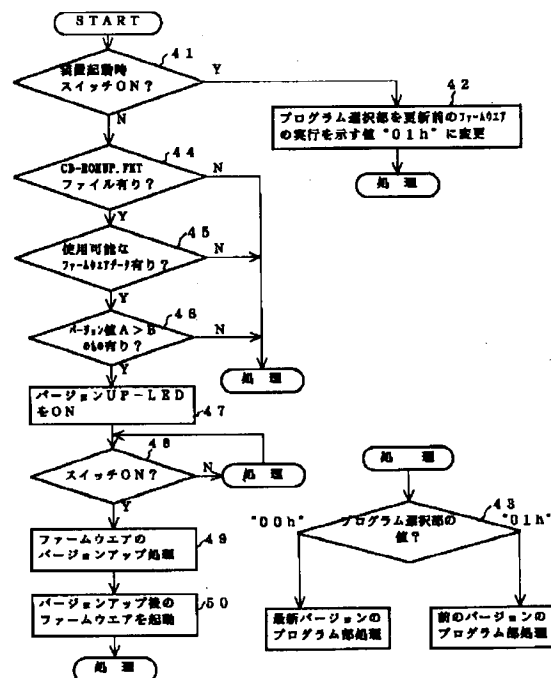 START
41
装置起動時
スイッチON？
Y
N
42
プログラム選択部を更新前のファームウエア
の実行を示す値"01h"に変更
処 理
44
CD-ROMUP.FMT
ファイル有り？
N
Y
45
使用可能な
ファームウエアデータ有り？
N
Y
46
バージョン値A＞B
のもの有り？
N
Y
処 理
バージョンUP－LED
をON
47
48
スイッチON？
N
処 理
Y
ファームウエアの
バージョンアップ処理
49
バージョンアップ後の
ファームウエアを起動
50
処 理
処 理
43
"00h"
プログラム選択部の
値？
"01h"
最新バージョンの
プログラム部処理
前のバージョンの
プログラム部処理